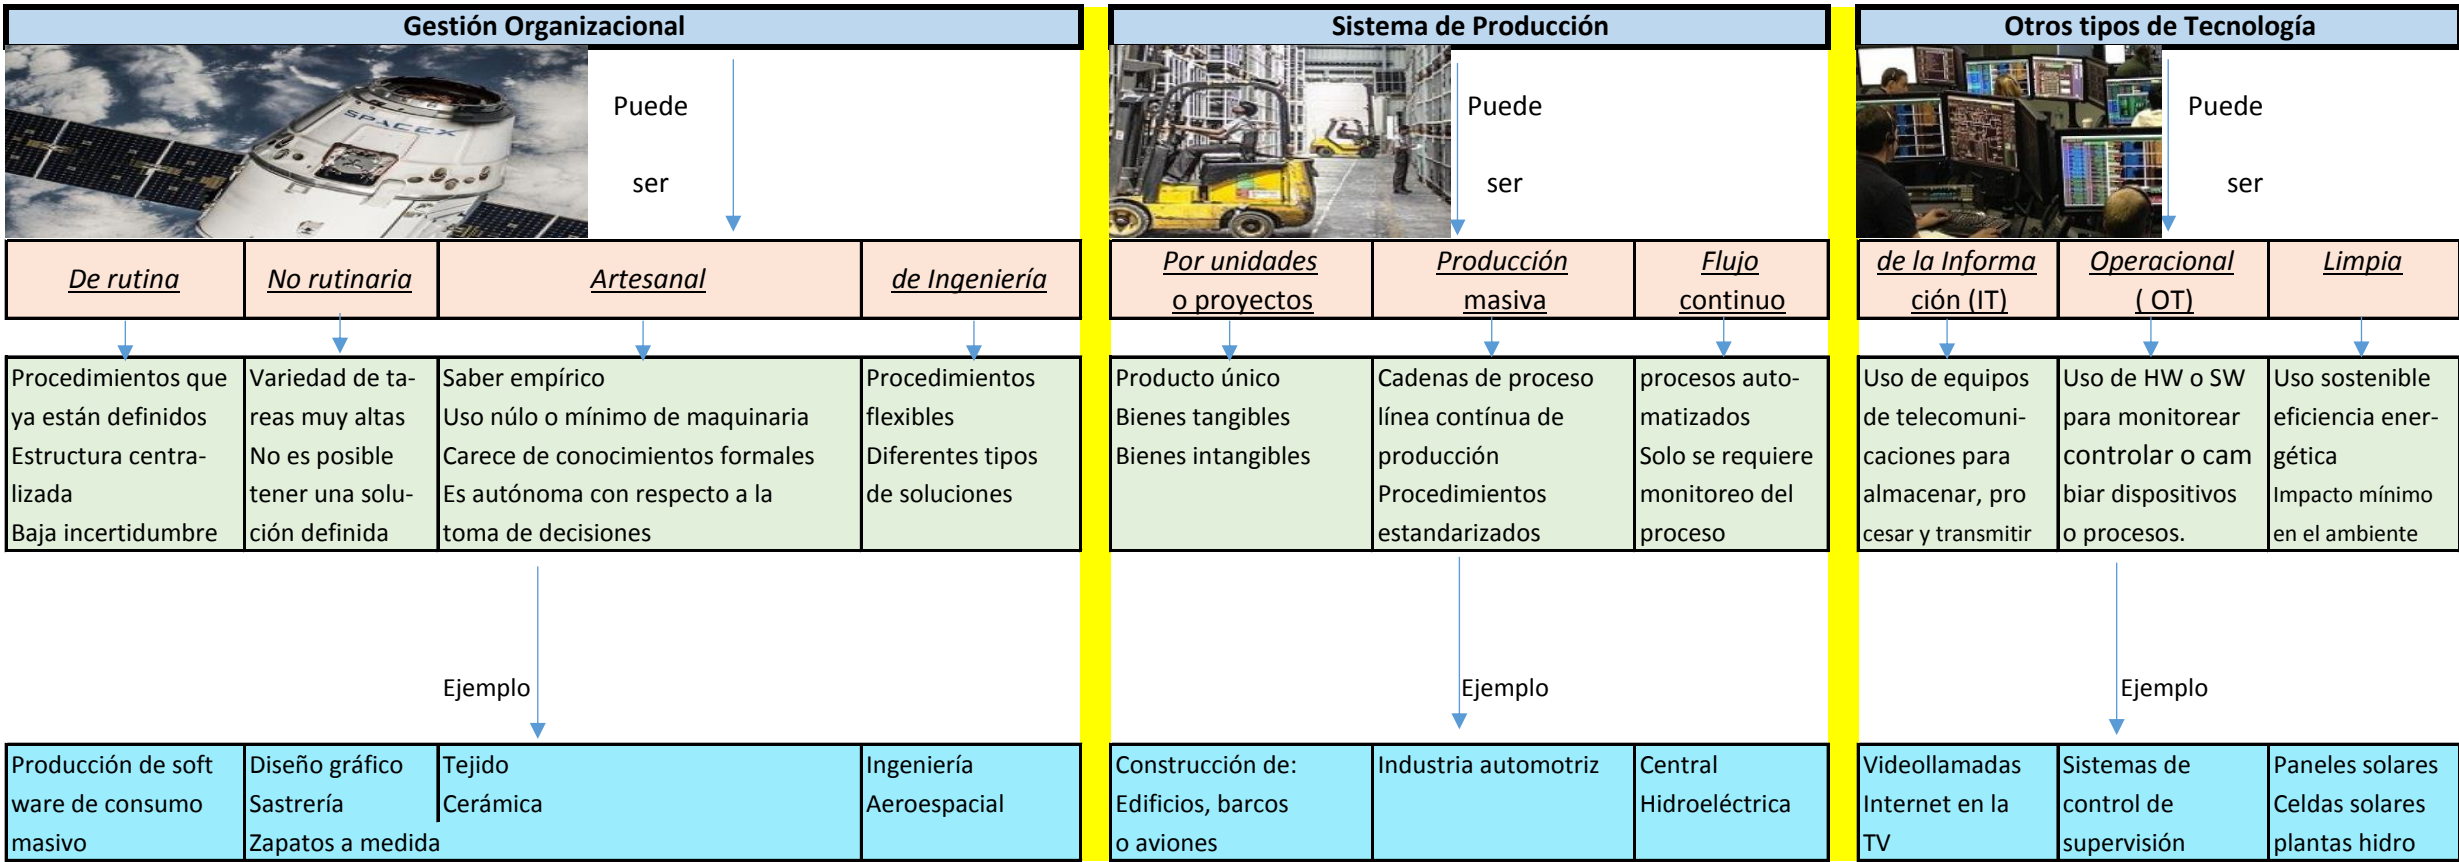 Gestión Organizacional
Sistema de Producción
Otros tipos de Tecnología
SPACEX
Puede
ser
Puede
ser
Puede
ser
De rutina
No rutinaria
Artesanal
de Ingeniería
Por unidades
o proyectos
Producción
masiva
Flujo
continuo
de la Informa
ción (IT)
Operacional
( OT)
Limpia
Procedimientos que
ya están definidos
Estructura centra-
lizada
Baja incertidumbre
Variedad de ta-
reas muy altas
No es posible
tener una solu-
ción definida
Saber empírico
Uso núlo o mínimo de maquinaria
Carece de conocimientos formales
Es autónoma con respecto a la
toma de decisiones
Procedimientos
flexibles
Diferentes tipos
de soluciones
Producto único
Bienes tangibles
Bienes intangibles
Cadenas de proceso
línea contínua de
producción
Procedimientos
estandarizados
procesos auto-
matizados
Solo se requiere
monitoreo del
proceso
Uso de equipos
de telecomuni-
caciones para
almacenar, pro
cesar y transmitir
Uso de HW o SW
para monitorear
controlar o cam
biar dispositivos
o procesos.
Uso sostenible
eficiencia ener-
gética
Impacto mínimo
en el ambiente
Ejemplo
Ejemplo
Ejemplo
Producción de soft
ware de consumo
masivo
Diseño gráfico
Sastrería
Zapatos a medida
Tejido
Cerámica
Ingeniería
Aeroespacial
Construcción de:
Edificios, barcos
o aviones
Industria automotriz
Central
Hidroeléctrica
Videollamadas
Internet en la
TV
Sistemas de
control de
supervisión
Paneles solares
Celdas solares
plantas hidro